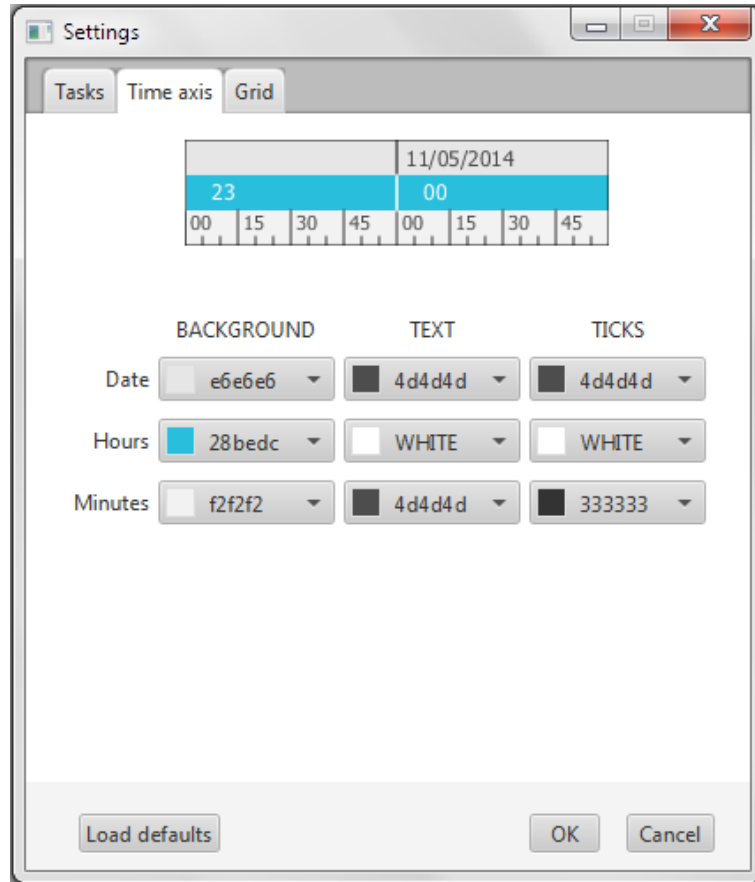 Settings
Tasks Time axis Grid
11/05/2014
23 00
00 15 30 45 00 15 30 45
BACKGROUND TEXT TICKS
Date e6e6e6 4d4d4d 4d4d4d
Hours 28bedc WHITE WHITE
Minutes f2f2f2 4d4d4d 333333
Load defaults OK Cancel